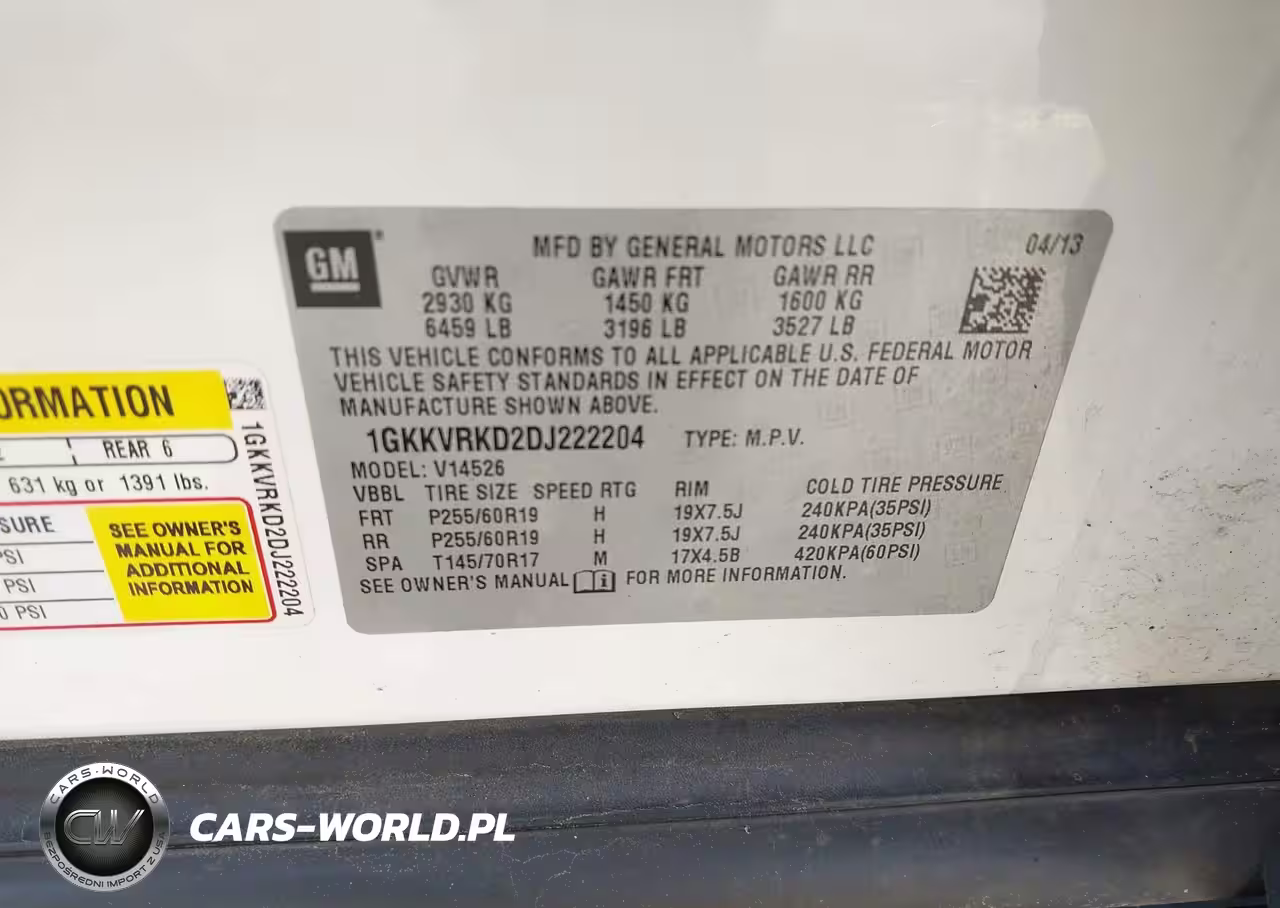 GM
MFD BY GENERAL MOTORS LLC 04/13
GVWR GAWR FRT GAWR RR
2930 KG 1450 KG 1600 KG
6459 LB 3196 LB 3527 LB
THIS VEHICLE CONFORMS TO ALL APPLICABLE U.S. FEDERAL MOTOR
VEHICLE SAFETY STANDARDS IN EFFECT ON THE DATE OF
MANUFACTURE SHOWN ABOVE.
1GKKVRKD2DJ222204 TYPE: M.P.V.
MODEL: V14526
VBBL TIRE SIZE SPEED RTG RIM COLD TIRE PRESSURE
FRT P255/60R19 H 19X7.5J 240KPA(35PSI)
RR P255/60R19 H 19X7.5J 240KPA(35PSI)
SPA T145/70R17 M 17X4.5B 420KPA(60PSI)
SEE OWNER'S MANUAL FOR MORE INFORMATION.
ORMATION
REAR 6
631 kg or 1391 lbs.
SURE
PSI
PSI
0 PSI
SEE OWNER'S
MANUAL FOR
ADDITIONAL
INFORMATION
1GKKVRKD2DJ222204
CARS-WORLD
CW
BEZPOŚREDNI IMPORT Z USA
CARS-WORLD.PL